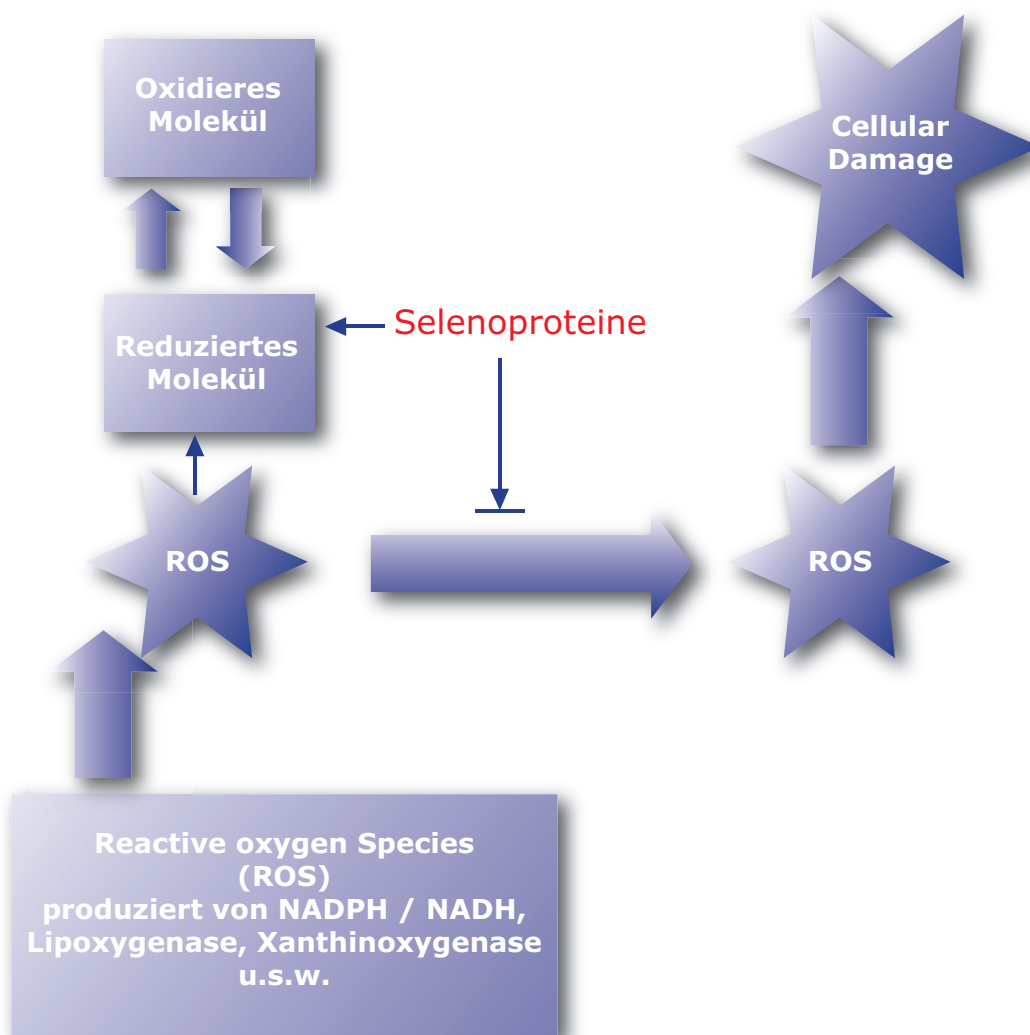 Oxidieres
Molekül
Cellular
Damage
Selenoproteine
Reduziertes
Molekül
ROS
ROS
Reactive oxygen Species
(ROS)
produziert von NADPH / NADH,
Lipoxygenase, Xanthinoxygenase
u.s.w.